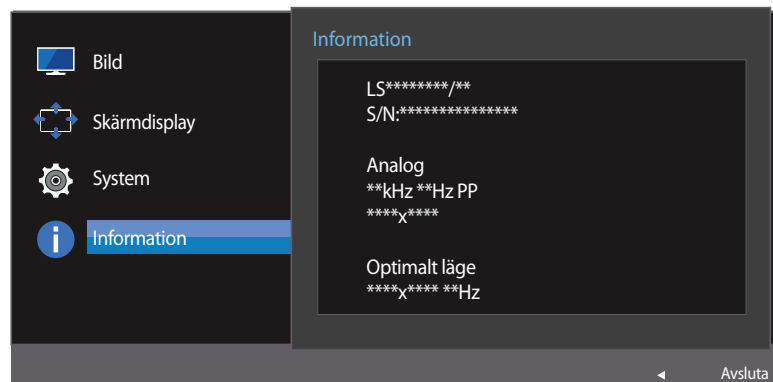 Bild
Skärmdisplay
System
Information
Information
LS********/**
S/N:***************
Analog
**kHz **Hz PP
****x****
Optimalt läge
****x**** **Hz
Avsluta